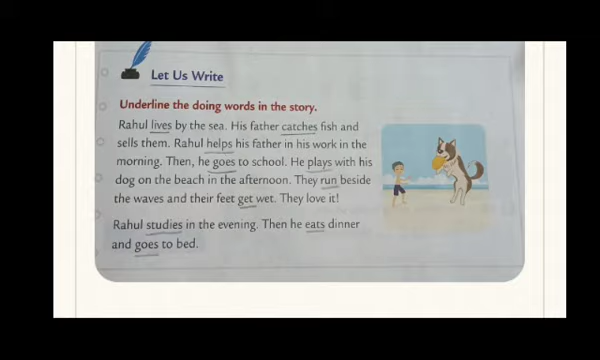 Let Us Write
Underline the doing words in the story.
Rahul lives by the sea. His father catches fish and
sells them. Rahul helps his father in his work in the
morning. Then, he goes to school. He plays with his
dog on the beach in the afternoon. They run beside
the waves and their feet get wet. They love it!
Rahul studies in the evening. Then he eats dinner
and goes to bed.